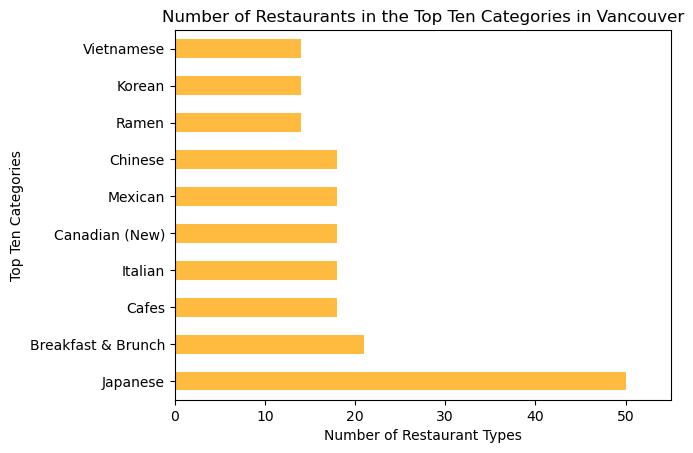 Number of Restaurants in the Top Ten Categories in Vancouver
Top Ten Categories
Vietnamese
Korean
Ramen
Chinese
Mexican
Canadian (New)
Italian
Cafes
Breakfast & Brunch
Japanese
0 10 20 30 40 50
Number of Restaurant Types